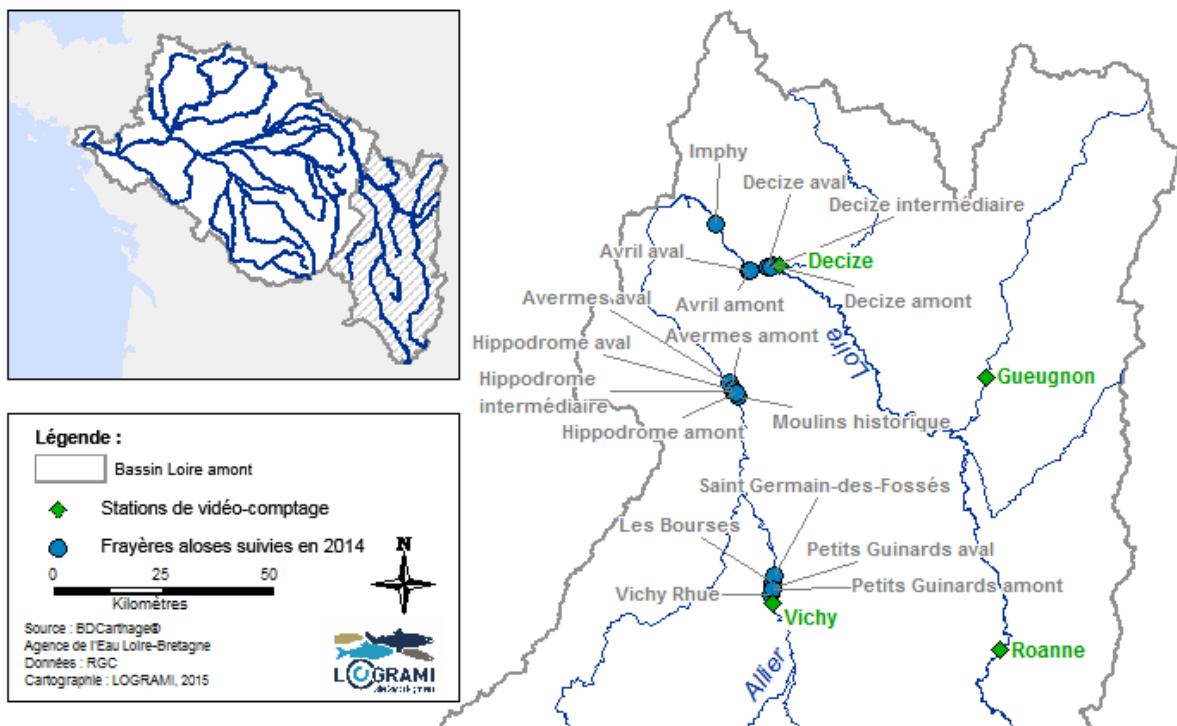 Imphy
Decize aval
Decize intermédiaire
Avril aval
Decize
Avermes aval
Avril amont
Decize amont
Hippodrome aval
Avermes amont
Loire
Hippodrome
intermédiaire
Gueugnon
Hippodrome amont
Moulins historique
Saint Germain-des-Fossés
Les Bourses
Petits Guinards aval
Vichy Rhue
Petits Guinards amont
Vichy
Allier
Roanne
Légende :
Bassin Loire amont
Stations de vidéo-comptage
Frayères aloses suivies en 2014
N
0 25 50
Kilomètres
Source : BDCarthage®
Agence de l'Eau Loire-Bretagne
Données : RGC
Cartographie : LOGRAMI, 2015
LOGRAMI